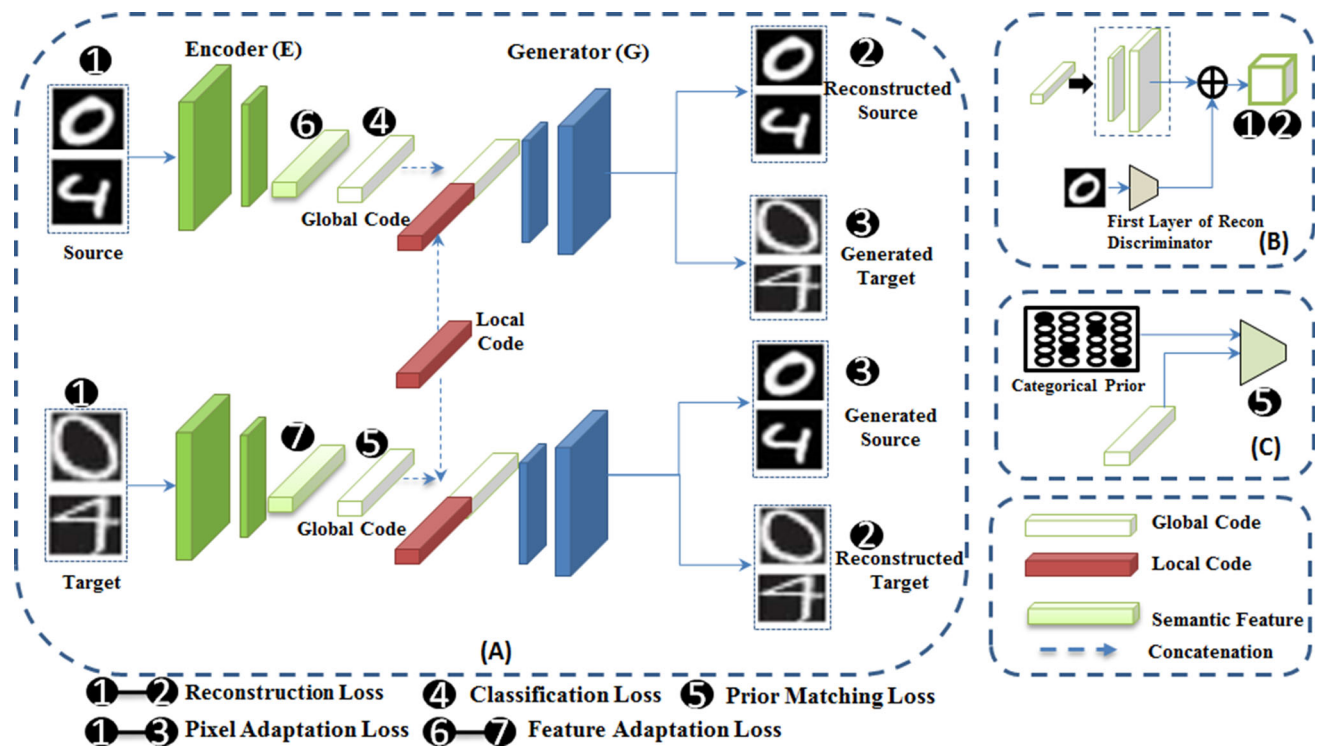 Encoder (E)
Generator (G)
1
6
4
2
Reconstructed
Source
Global Code
Source
3
Generated
Target
Local
Code
1
7
5
3
Generated
Source
Global Code
Target
2
Reconstructed
Target
(A)
1 2
First Layer of Recon
Discriminator
(B)
Categorical Prior
5
(C)
Global Code
Local Code
Semantic Feature
Concatenation
1 2 Reconstruction Loss
4 Classification Loss
5 Prior Matching Loss
1 3 Pixel Adaptation Loss
6 7 Feature Adaptation Loss